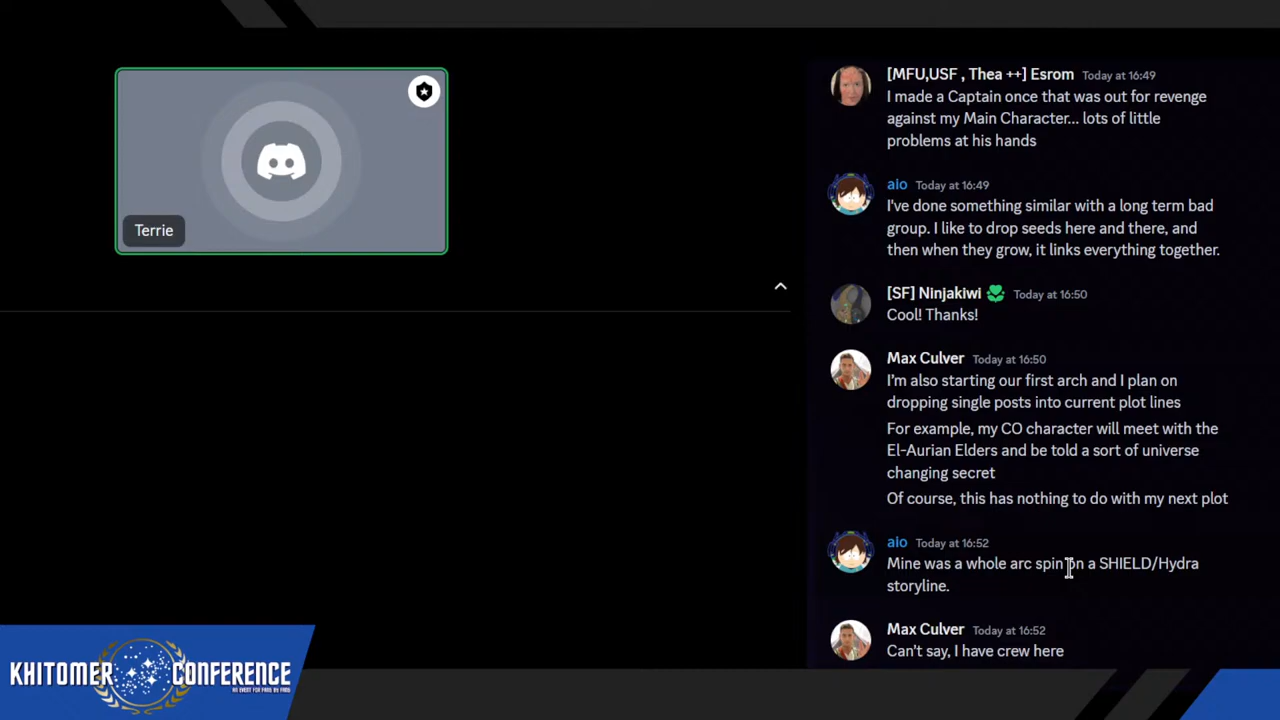 [MFU,USF , Thea ++] Esrom Today at 16:49
I made a Captain once that was out for revenge
against my Main Character... lots of little
problems at his hands
Terrie
aio Today at 16:49
I've done something similar with a long term bad
group. I like to drop seeds here and there, and
then when they grow, it links everything together.
[SF] Ninjakiwi Today at 16:50
Cool! Thanks!
Max Culver Today at 16:50
I'm also starting our first arch and I plan on
dropping single posts into current plot lines
For example, my CO character will meet with the
El-Aurian Elders and be told a sort of universe
changing secret
Of course, this has nothing to do with my next plot
aio Today at 16:52
Mine was a whole arc spin on a SHIELD/Hydra
storyline.
Max Culver Today at 16:52
Can't say, I have crew here
KHITOMER CONFERENCE
AN EVENT FOR FANS BY FANS